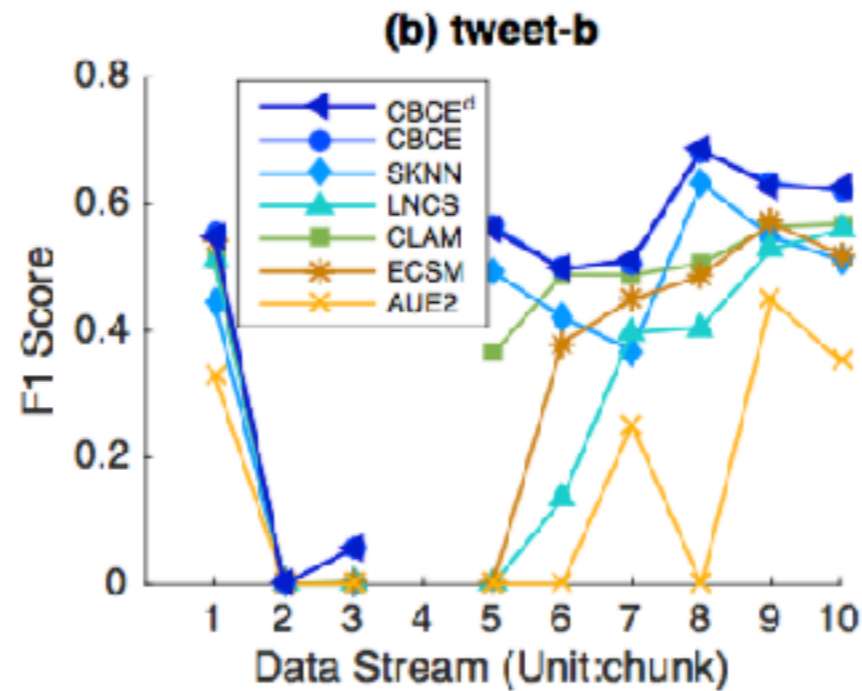 (b) tweet-b
0.8
0.6
0.4
0.2
0
F1 Score
CBCEᵈ
CBCE
SKNN
LNCS
CLAM
ECSM
AUE2
1 2 3 4 5 6 7 8 9 10
Data Stream (Unit:chunk)